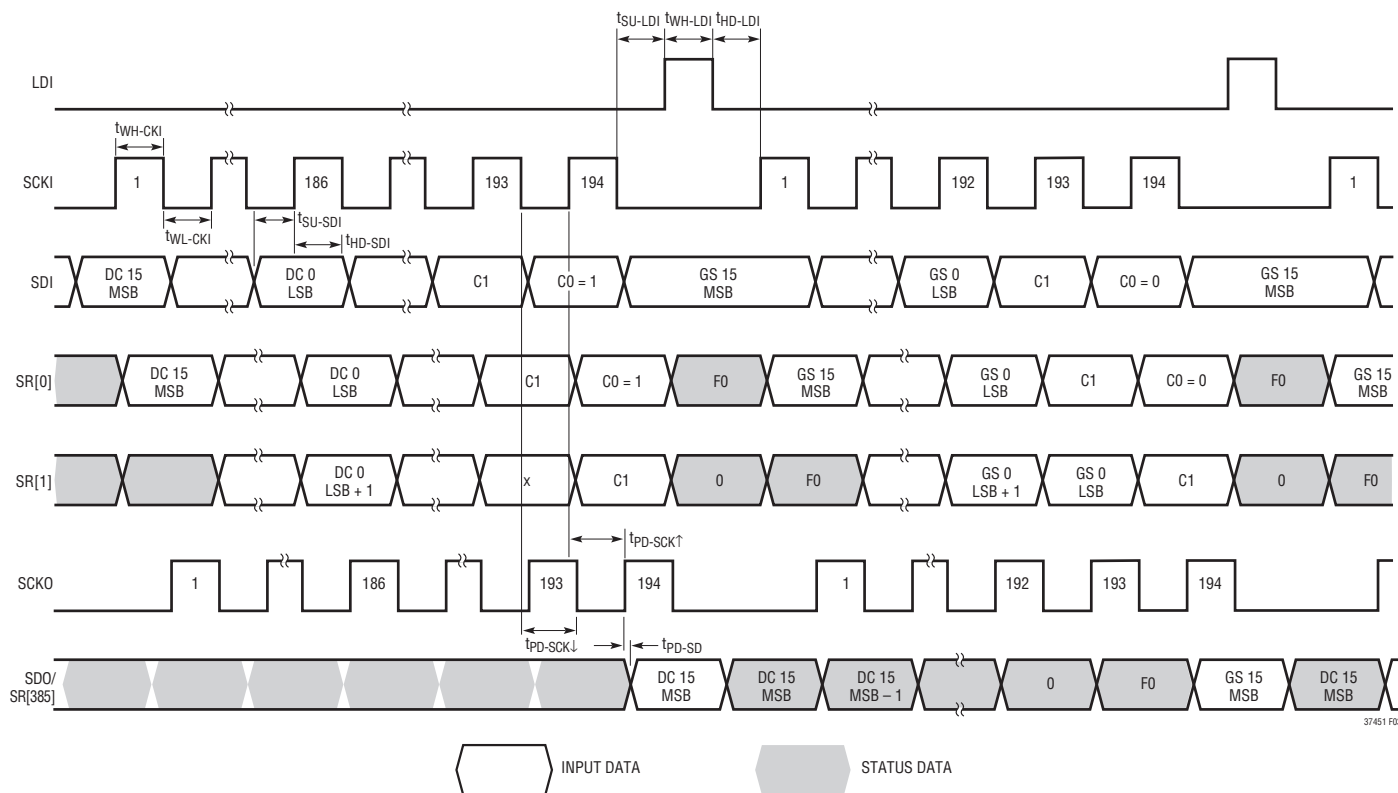 tSU-LDI tWH-LDI tHD-LDI
LDI
tWH-CKI
SCKI 1 186 193 194 1 192 193 194 1
tWL-CKI tSU-SDI tHD-SDI
SDI DC 15 MSB DC 0 LSB C1 C0 = 1 GS 15 MSB GS 0 LSB C1 C0 = 0 GS 15 MSB
SR[0] DC 15 MSB DC 0 LSB C1 C0 = 1 F0 GS 15 MSB GS 0 LSB C1 C0 = 0 F0 GS 15 MSB
SR[1] DC 0 LSB + 1 x C1 0 F0 GS 0 LSB + 1 GS 0 LSB C1 0 F0
tPD-SCK↑
SCKO 1 186 193 194 1 192 193 194
tPD-SCK↓ tPD-SD
SDO/ SR[385] DC 15 MSB DC 15 MSB DC 15 MSB – 1 0 F0 GS 15 MSB DC 15 MSB
37451 F03
INPUT DATA STATUS DATA